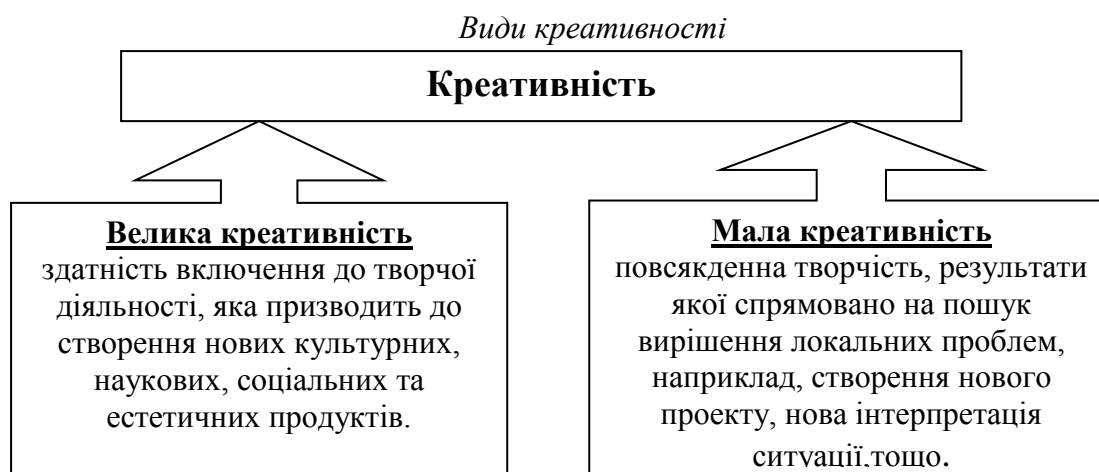 Види креативності
Креативність
Велика креативність
здатність включення до творчої
діяльності, яка призводить до
створення нових культурних,
наукових, соціальних та
естетичних продуктів.
Мала креативність
повсякденна творчість, результати
якої спрямовано на пошук
вирішення локальних проблем,
наприклад, створення нового
проекту, нова інтерпретація
ситуації,тощо.